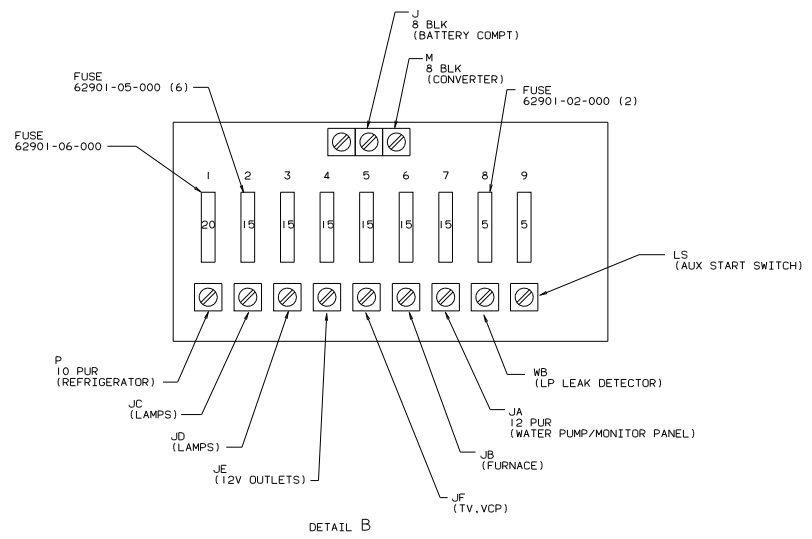 J
8 BLK
(BATTERY COMPT)
M
8 BLK
(CONVERTER)
FUSE
62901-05-000 (6)
FUSE
62901-02-000 (2)
FUSE
62901-06-000
1 2 3 4 5 6 7 8 9
20 15 15 15 15 15 15 5 5
LS
(AUX START SWITCH)
P
10 PUR
(REFRIGERATOR)
WB
(LP LEAK DETECTOR)
JC
(LAMPS)
JA
12 PUR
(WATER PUMP/MONITOR PANEL)
JD
(LAMPS)
JB
(FURNACE)
JE
(12V OUTLETS)
JF
(TV,VCP)
DETAIL B